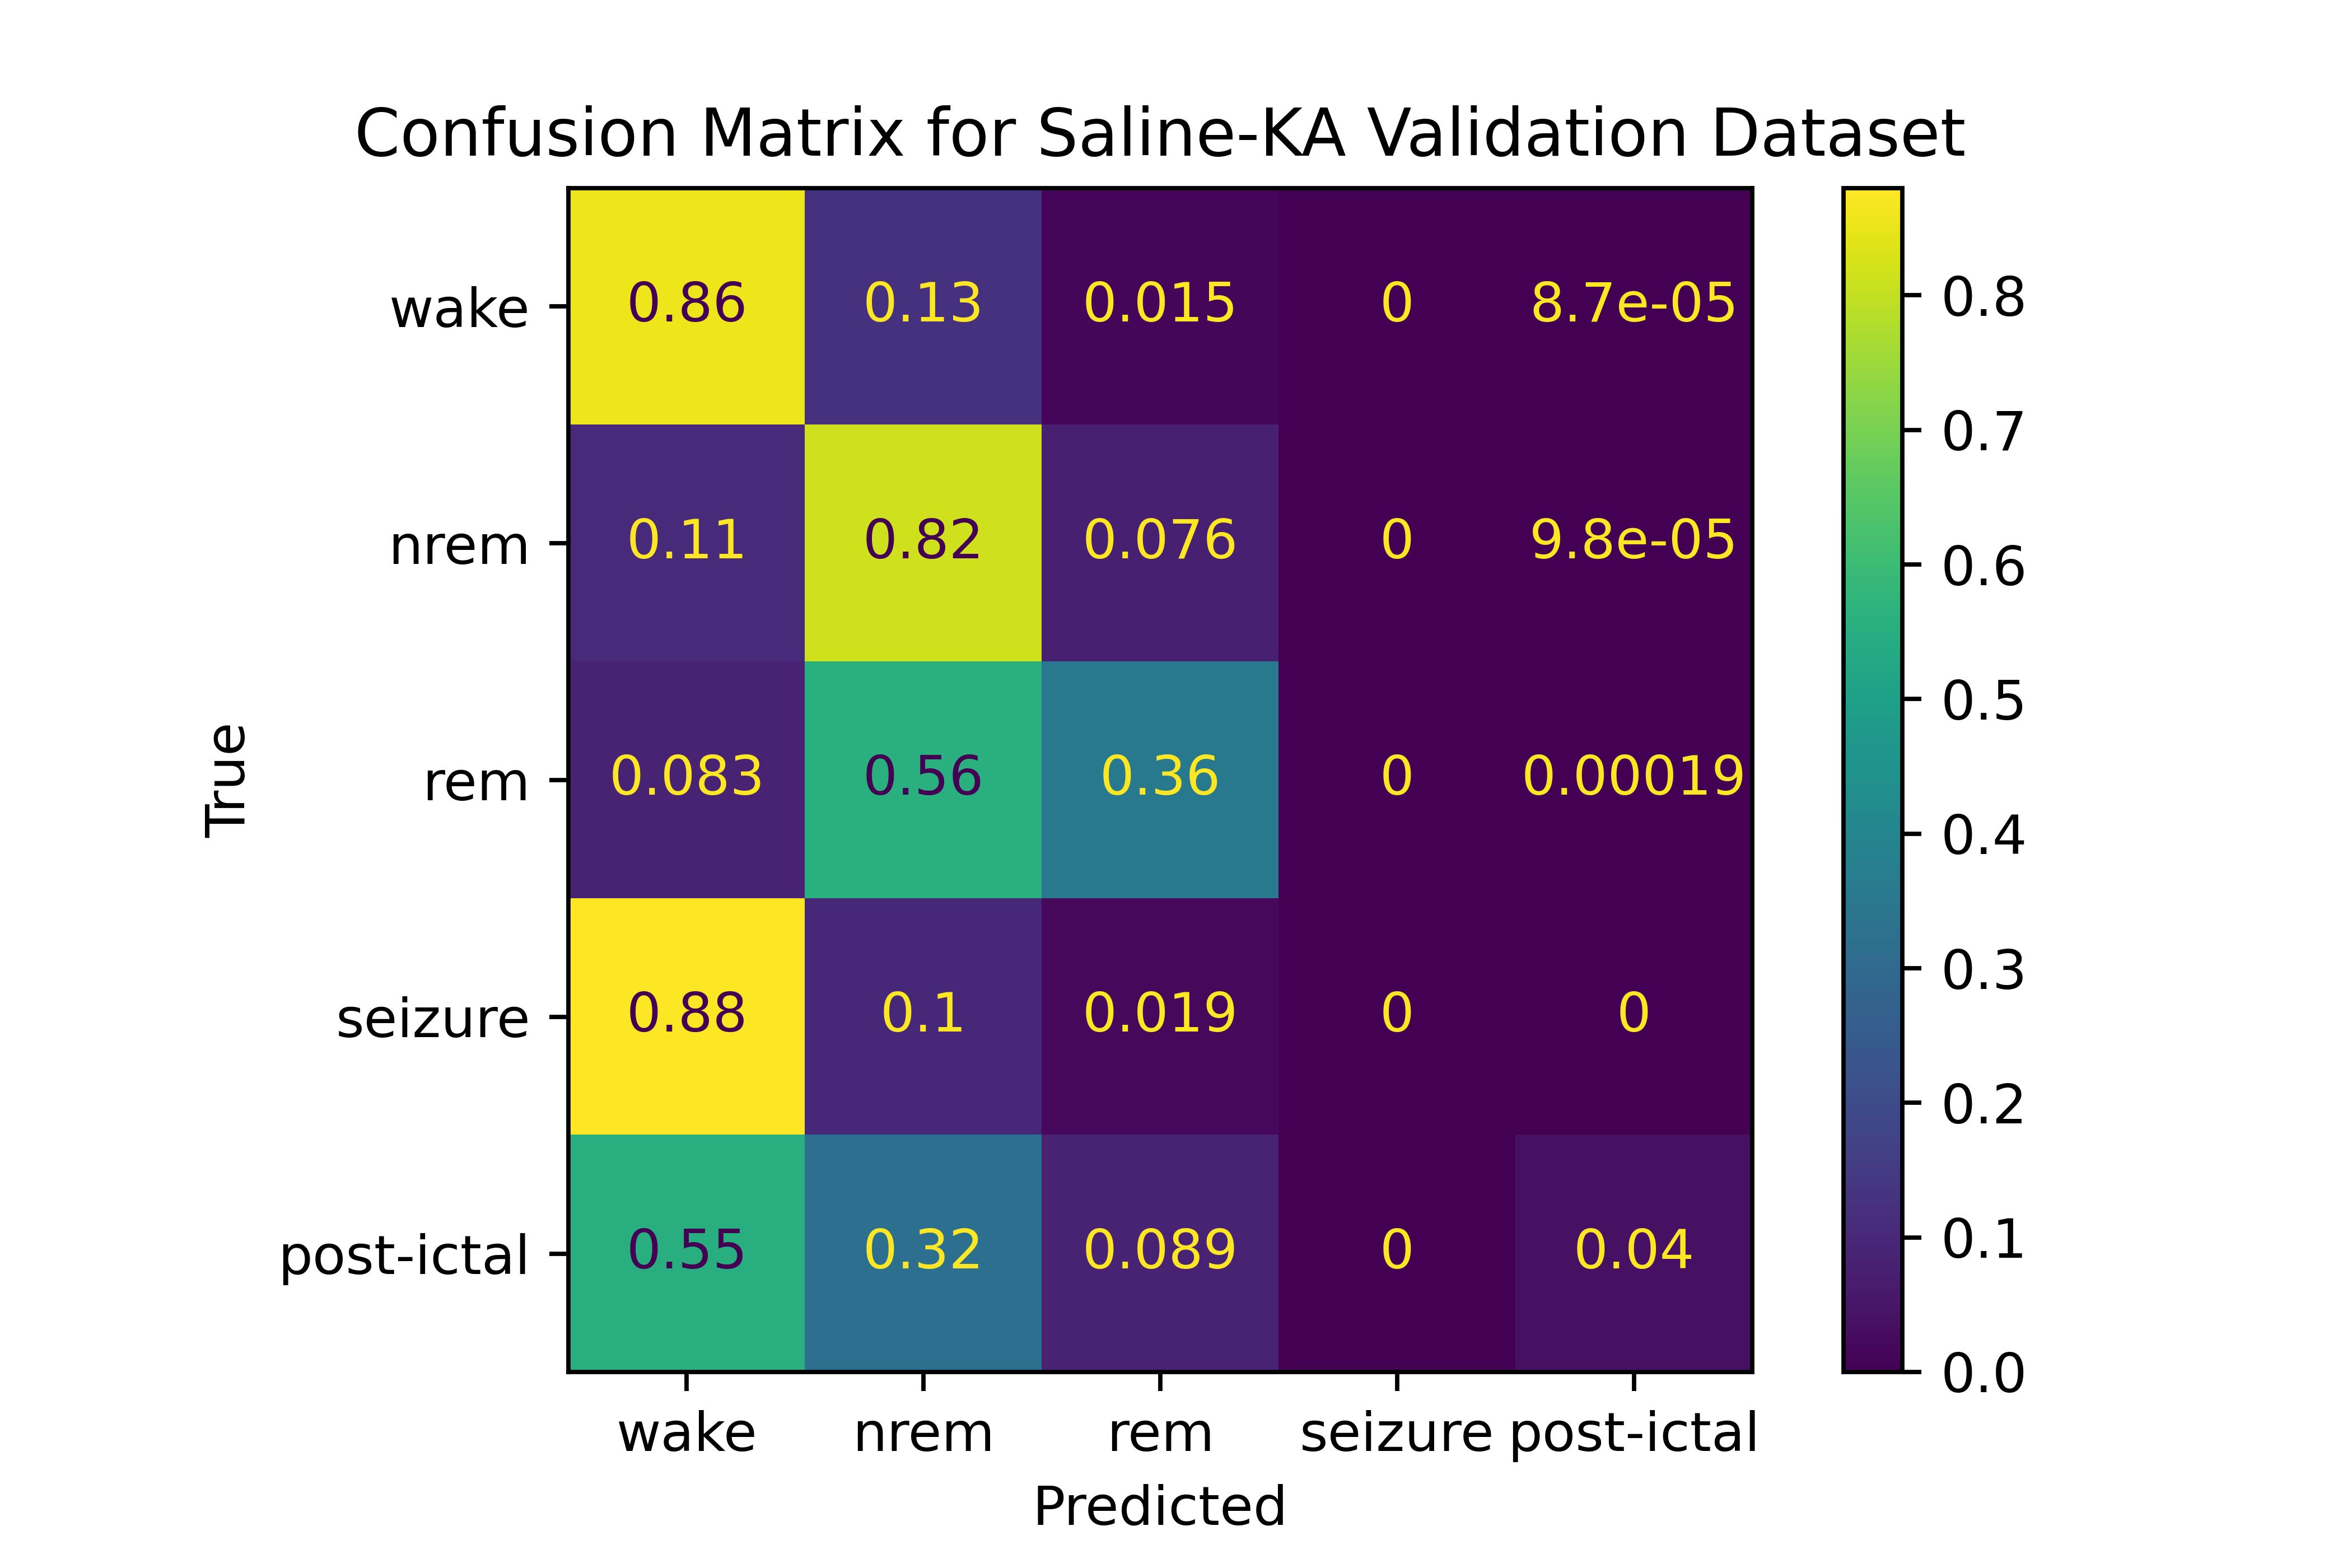 Confusion Matrix for Saline-KA Validation Dataset
wake 0.86 0.13 0.015 0 8.7e-05
nrem 0.11 0.82 0.076 0 9.8e-05
rem 0.083 0.56 0.36 0 0.00019
seizure 0.88 0.1 0.019 0 0
post-ictal 0.55 0.32 0.089 0 0.04
wake nrem rem seizure post-ictal
Predicted
True
0.8
0.7
0.6
0.5
0.4
0.3
0.2
0.1
0.0